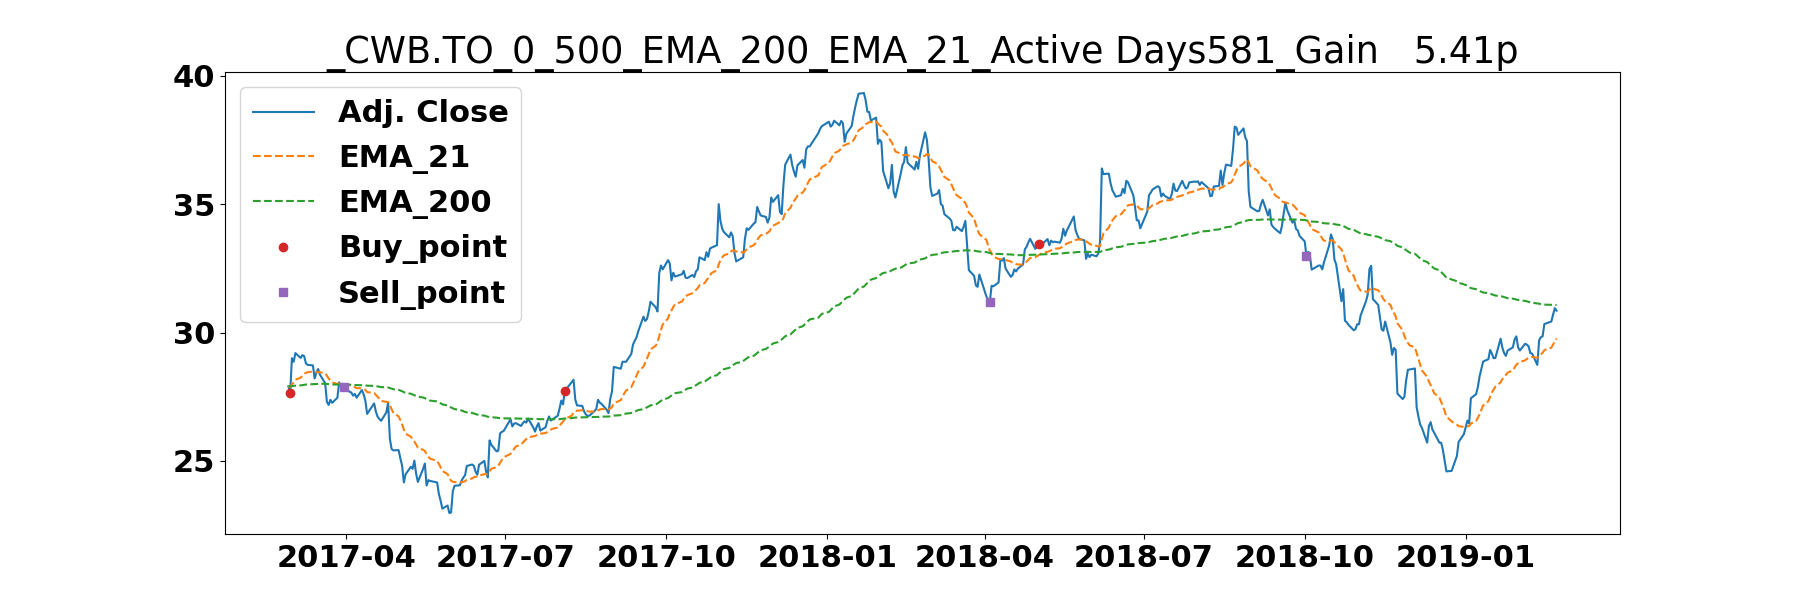 _CWB.TO_0_500_EMA_200_EMA_21_Active Days581_Gain   5.41p
40
35
30
25
Adj. Close
EMA_21
EMA_200
Buy_point
Sell_point
2017-04 2017-07 2017-10 2018-01 2018-04 2018-07 2018-10 2019-01